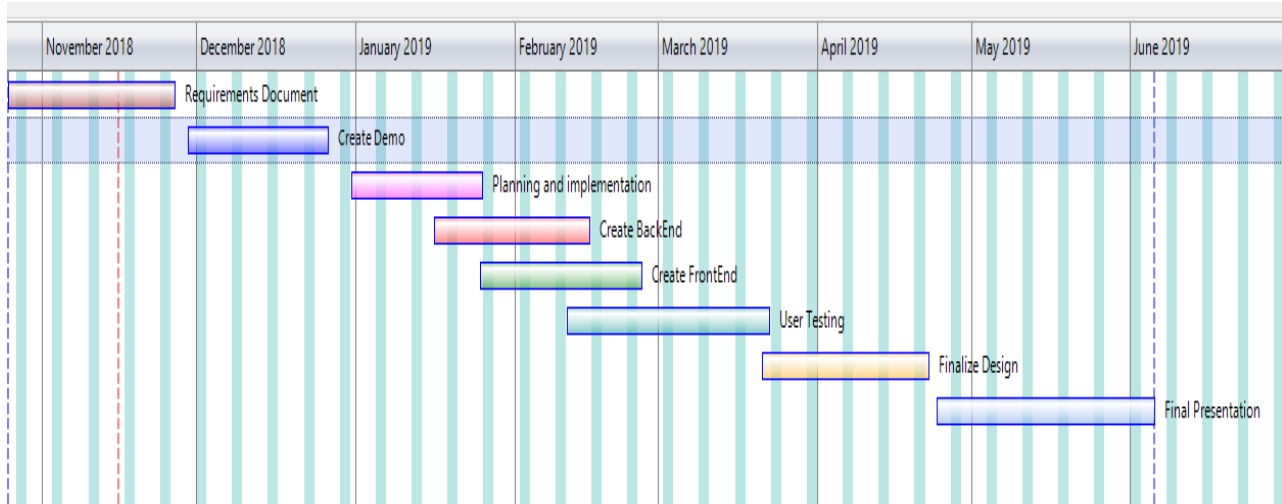 November 2018 December 2018 January 2019 February 2019 March 2019 April 2019 May 2019 June 2019
Requirements Document
Create Demo
Planning and implementation
Create BackEnd
Create FrontEnd
User Testing
Finalize Design
Final Presentation